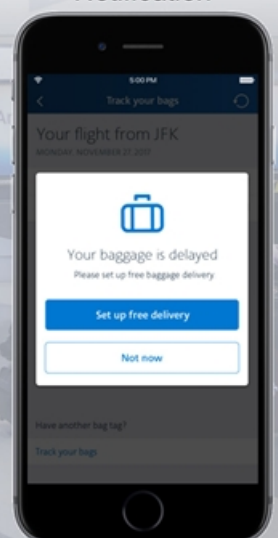 Notification
5:00 PM
Track your bags
Your flight from JFK
MONDAY, NOVEMBER 27, 2017
Your baggage is delayed
Please set up free baggage delivery
Set up free delivery
Not now
Have another bag tag?
Track your bags